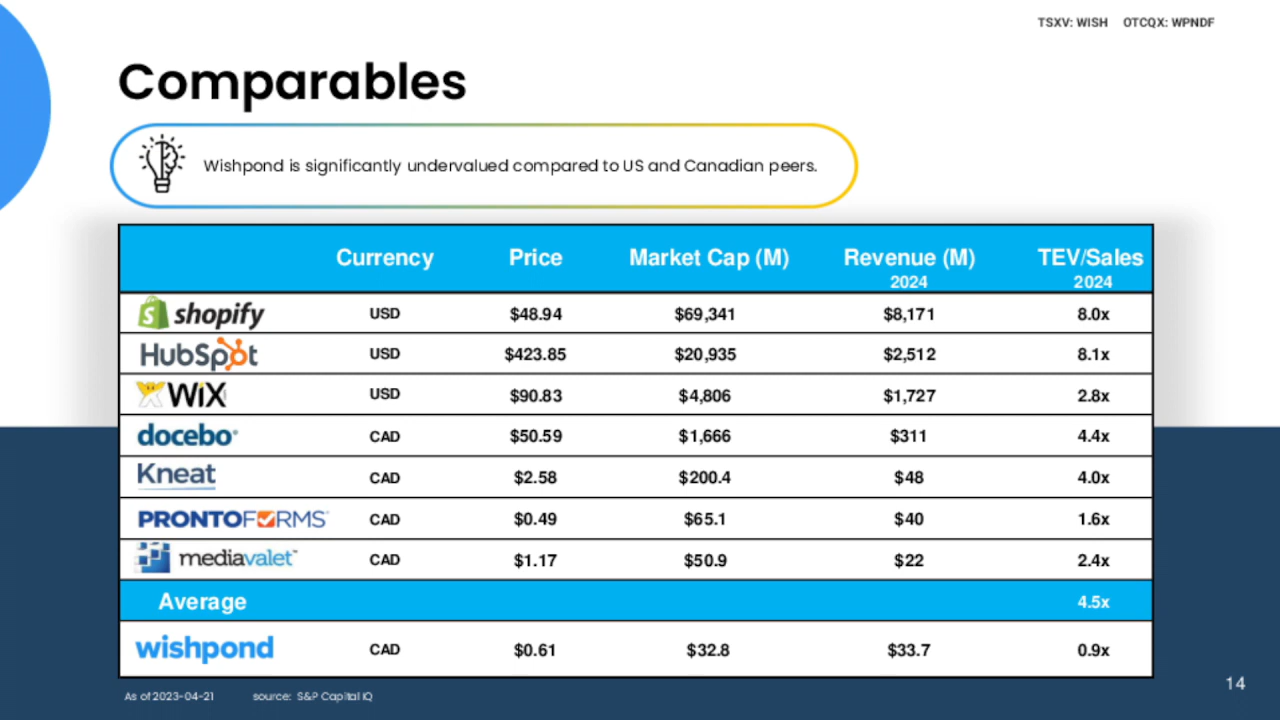 TSXV: WISH OTCQX: WPNDF
Comparables
Wishpond is significantly undervalued compared to US and Canadian peers.
Currency Price Market Cap (M) Revenue (M) TEV/Sales
2024 2024
shopify USD $48.94 $69,341 $8,171 8.0x
HubSpot USD $423.85 $20,935 $2,512 8.1x
WiX USD $90.83 $4,806 $1,727 2.8x
docebo CAD $50.59 $1,666 $311 4.4x
Kneat CAD $2.58 $200.4 $48 4.0x
PRONTOFORMS CAD $0.49 $65.1 $40 1.6x
mediavalet CAD $1.17 $50.9 $22 2.4x
Average 4.5x
wishpond CAD $0.61 $32.8 $33.7 0.9x
As of 2023-04-21 source: S&P Capital IQ
14